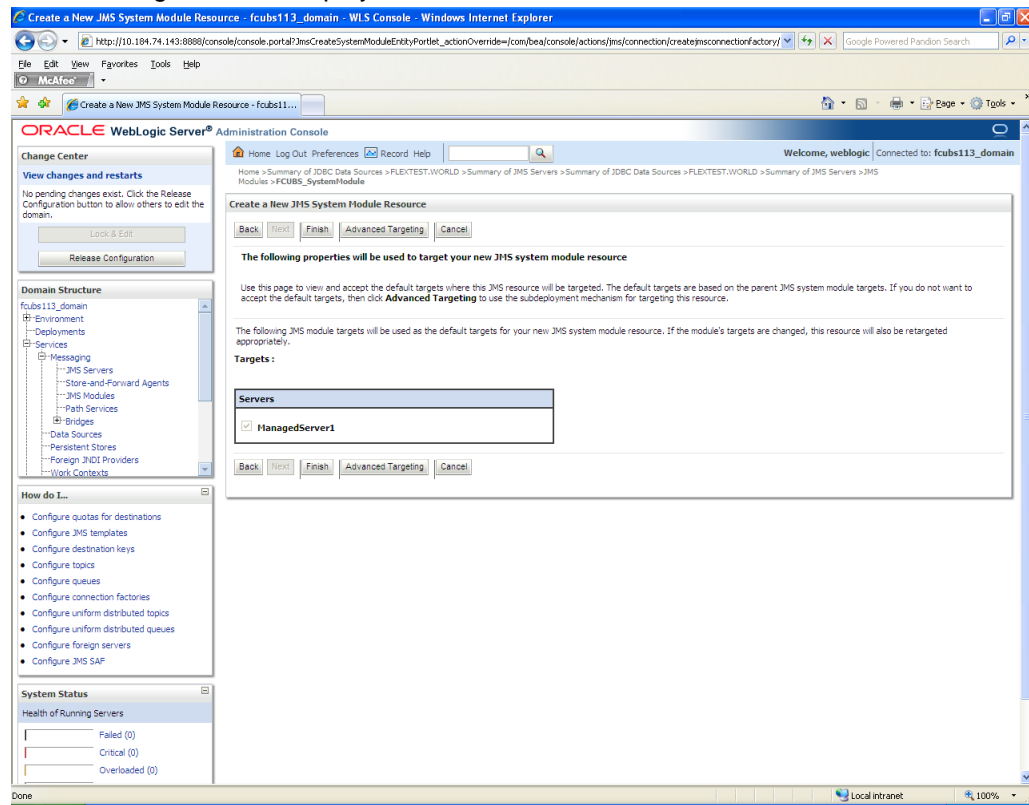 Create a New JMS System Module Resource - fcubs113_domain - WLS Console - Windows Internet Explorer
http://10.184.74.143:8888/console/console.portal?JmsCreateSystemModuleEntityPortlet_actionOverride=/com/bea/console/actions/jms/connection/createjmsconnectionfactory/
Google Powered Pandion Search
File Edit View Favorites Tools Help
McAfee
Create a New JMS System Module Resource - fcubs11...
Page Tools
ORACLE WebLogic Server® Administration Console
Change Center
View changes and restarts
No pending changes exist. Click the Release
Configuration button to allow others to edit the
domain.
Lock & Edit
Release Configuration
Domain Structure
fcubs113_domain
Environment
Deployments
Services
Messaging
JMS Servers
Store-and-Forward Agents
JMS Modules
Path Services
Bridges
Data Sources
Persistent Stores
Foreign JNDI Providers
Work Contexts
How do I...
Configure quotas for destinations
Configure JMS templates
Configure destination keys
Configure topics
Configure queues
Configure connection factories
Configure uniform distributed topics
Configure uniform distributed queues
Configure foreign servers
Configure JMS SAF
System Status
Health of Running Servers
Failed (0)
Critical (0)
Overloaded (0)
Home Log Out Preferences Record Help
Welcome, weblogic Connected to: fcubs113_domain
Home >Summary of JDBC Data Sources >FLEXTEST.WORLD >Summary of JMS Servers >Summary of JDBC Data Sources >FLEXTEST.WORLD >Summary of JMS Servers >JMS
Modules >FCUBS_SystemModule
Create a New JMS System Module Resource
Back Next Finish Advanced Targeting Cancel
The following properties will be used to target your new JMS system module resource
Use this page to view and accept the default targets where this JMS resource will be targeted. The default targets are based on the parent JMS system module targets. If you do not want to
accept the default targets, then click Advanced Targeting to use the subdeployment mechanism for targeting this resource.
The following JMS module targets will be used as the default targets for your new JMS system module resource. If the module's targets are changed, this resource will also be retargeted
appropriately.
Targets :
Servers
ManagedServer1
Back Next Finish Advanced Targeting Cancel
Done
Local intranet
100%